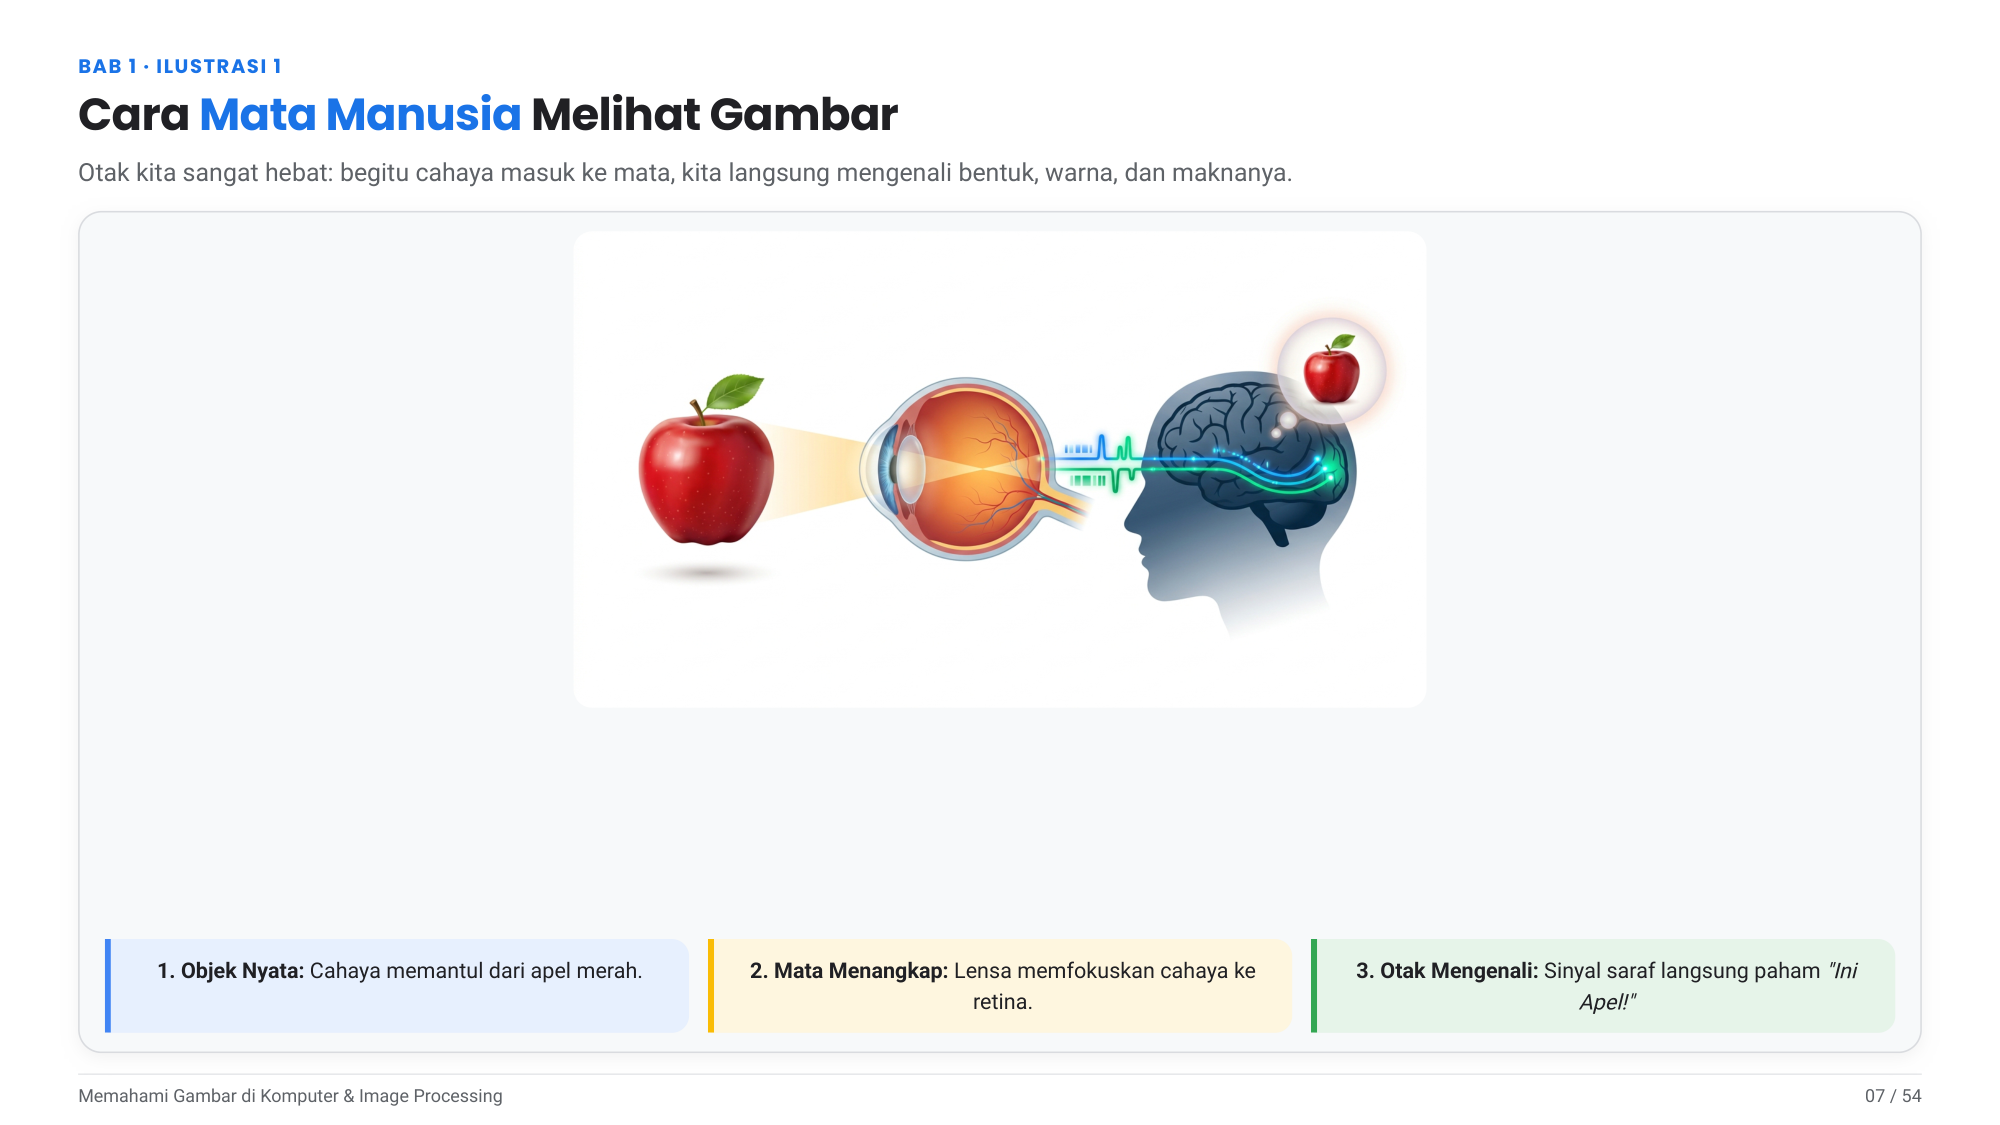 BAB 1 · ILUSTRASI 1
Cara Mata Manusia Melihat Gambar
Otak kita sangat hebat: begitu cahaya masuk ke mata, kita langsung mengenali bentuk, warna, dan maknanya.
1. Objek Nyata: Cahaya memantul dari apel merah.
2. Mata Menangkap: Lensa memfokuskan cahaya ke
retina.
3. Otak Mengenali: Sinyal saraf langsung paham "Ini
Apel!"
Memahami Gambar di Komputer & Image Processing
07 / 54